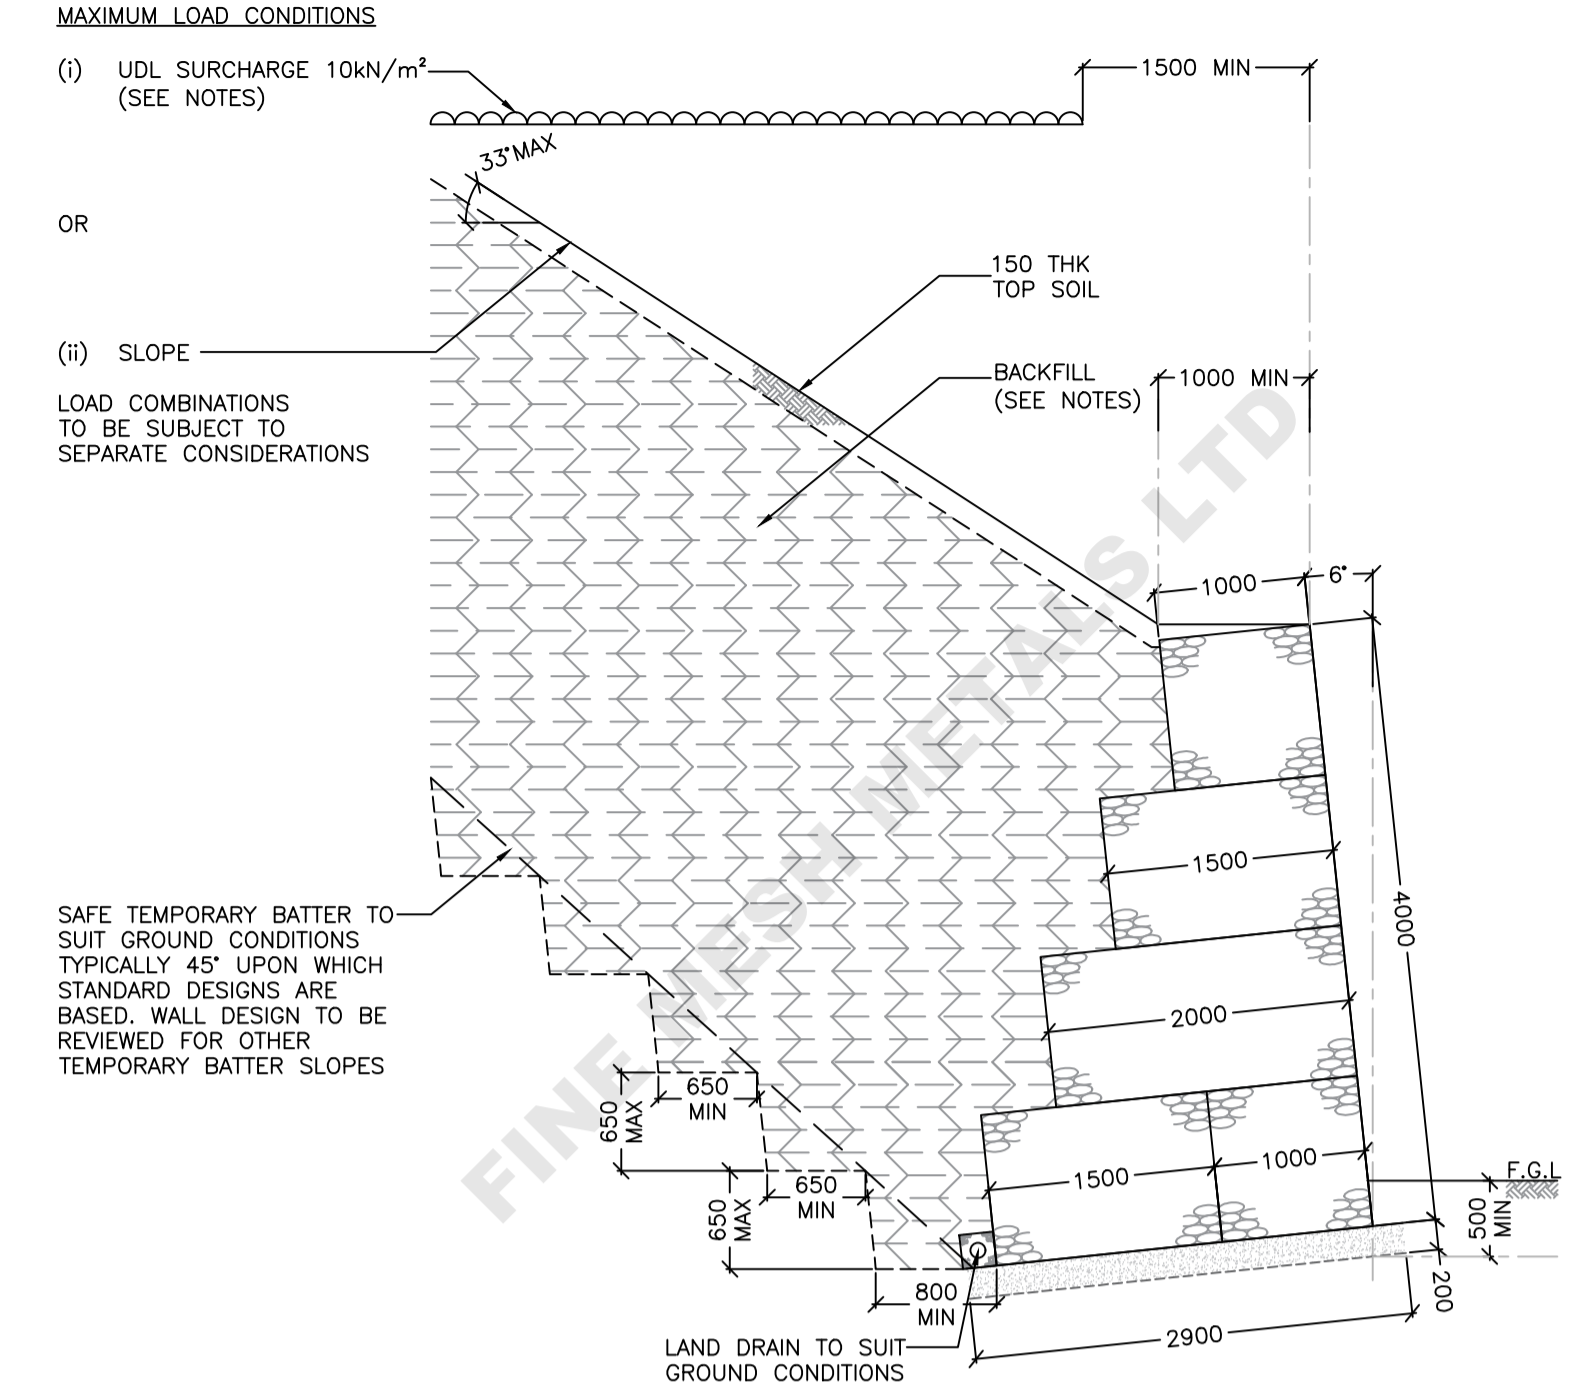 MAXIMUM LOAD CONDITIONS
(i) UDL SURCHARGE 10kN/m²
(SEE NOTES)
1500 MIN
33°MAX
OR
150 THK
TOP SOIL
(ii) SLOPE
BACKFILL
(SEE NOTES)
1000 MIN
LOAD COMBINATIONS
TO BE SUBJECT TO
SEPARATE CONSIDERATIONS
1000
6°
1500
4000
SAFE TEMPORARY BATTER TO
SUIT GROUND CONDITIONS
TYPICALLY 45° UPON WHICH
STANDARD DESIGNS ARE
BASED. WALL DESIGN TO BE
REVIEWED FOR OTHER
TEMPORARY BATTER SLOPES
2000
650
MAX
650
MIN
1500
1000
F.G.L
650
MAX
650
MIN
500
MIN
800
MIN
200
2900
LAND DRAIN TO SUIT
GROUND CONDITIONS
FINE MESH METALS LTD